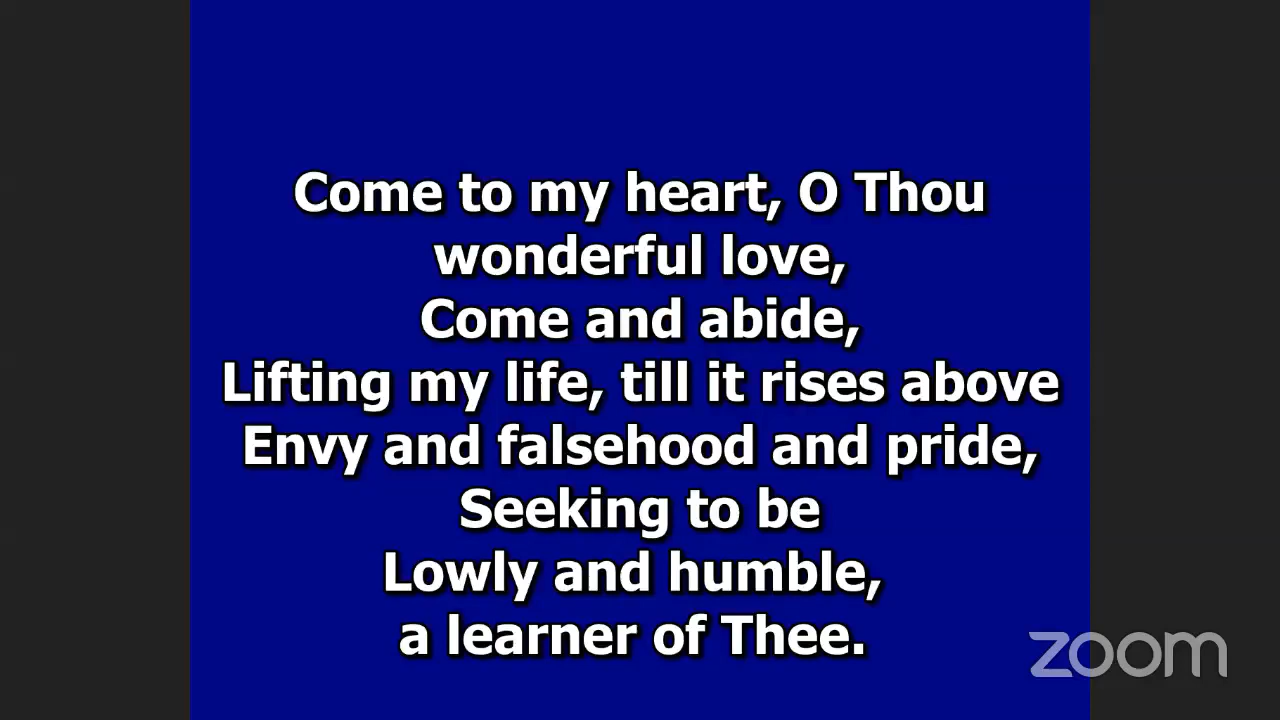 Come to my heart, O Thou
wonderful love,
Come and abide,
Lifting my life, till it rises above
Envy and falsehood and pride,
Seeking to be
Lowly and humble,
a learner of Thee.
zoom